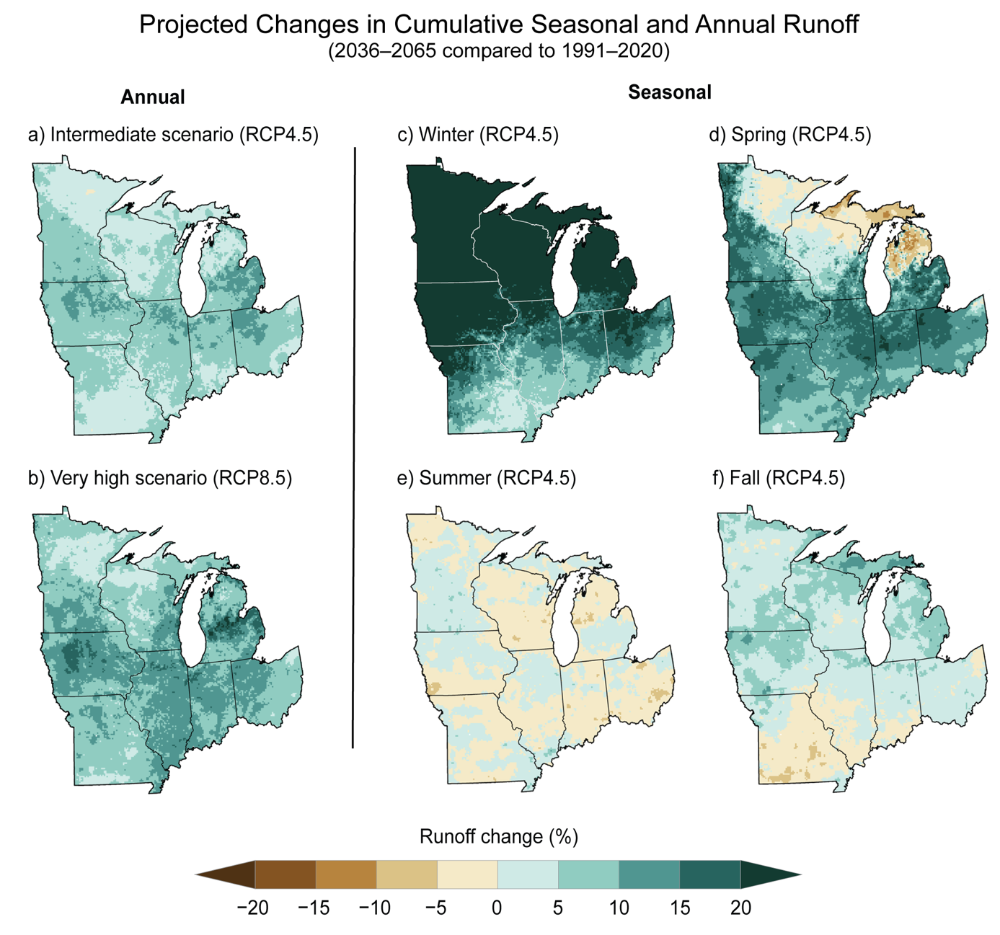 Projected Changes in Cumulative Seasonal and Annual Runoff
(2036–2065 compared to 1991–2020)
Annual
Seasonal
a) Intermediate scenario (RCP4.5)
c) Winter (RCP4.5)
d) Spring (RCP4.5)
b) Very high scenario (RCP8.5)
e) Summer (RCP4.5)
f) Fall (RCP4.5)
Runoff change (%)
−20 −15 −10 −5 0 5 10 15 20